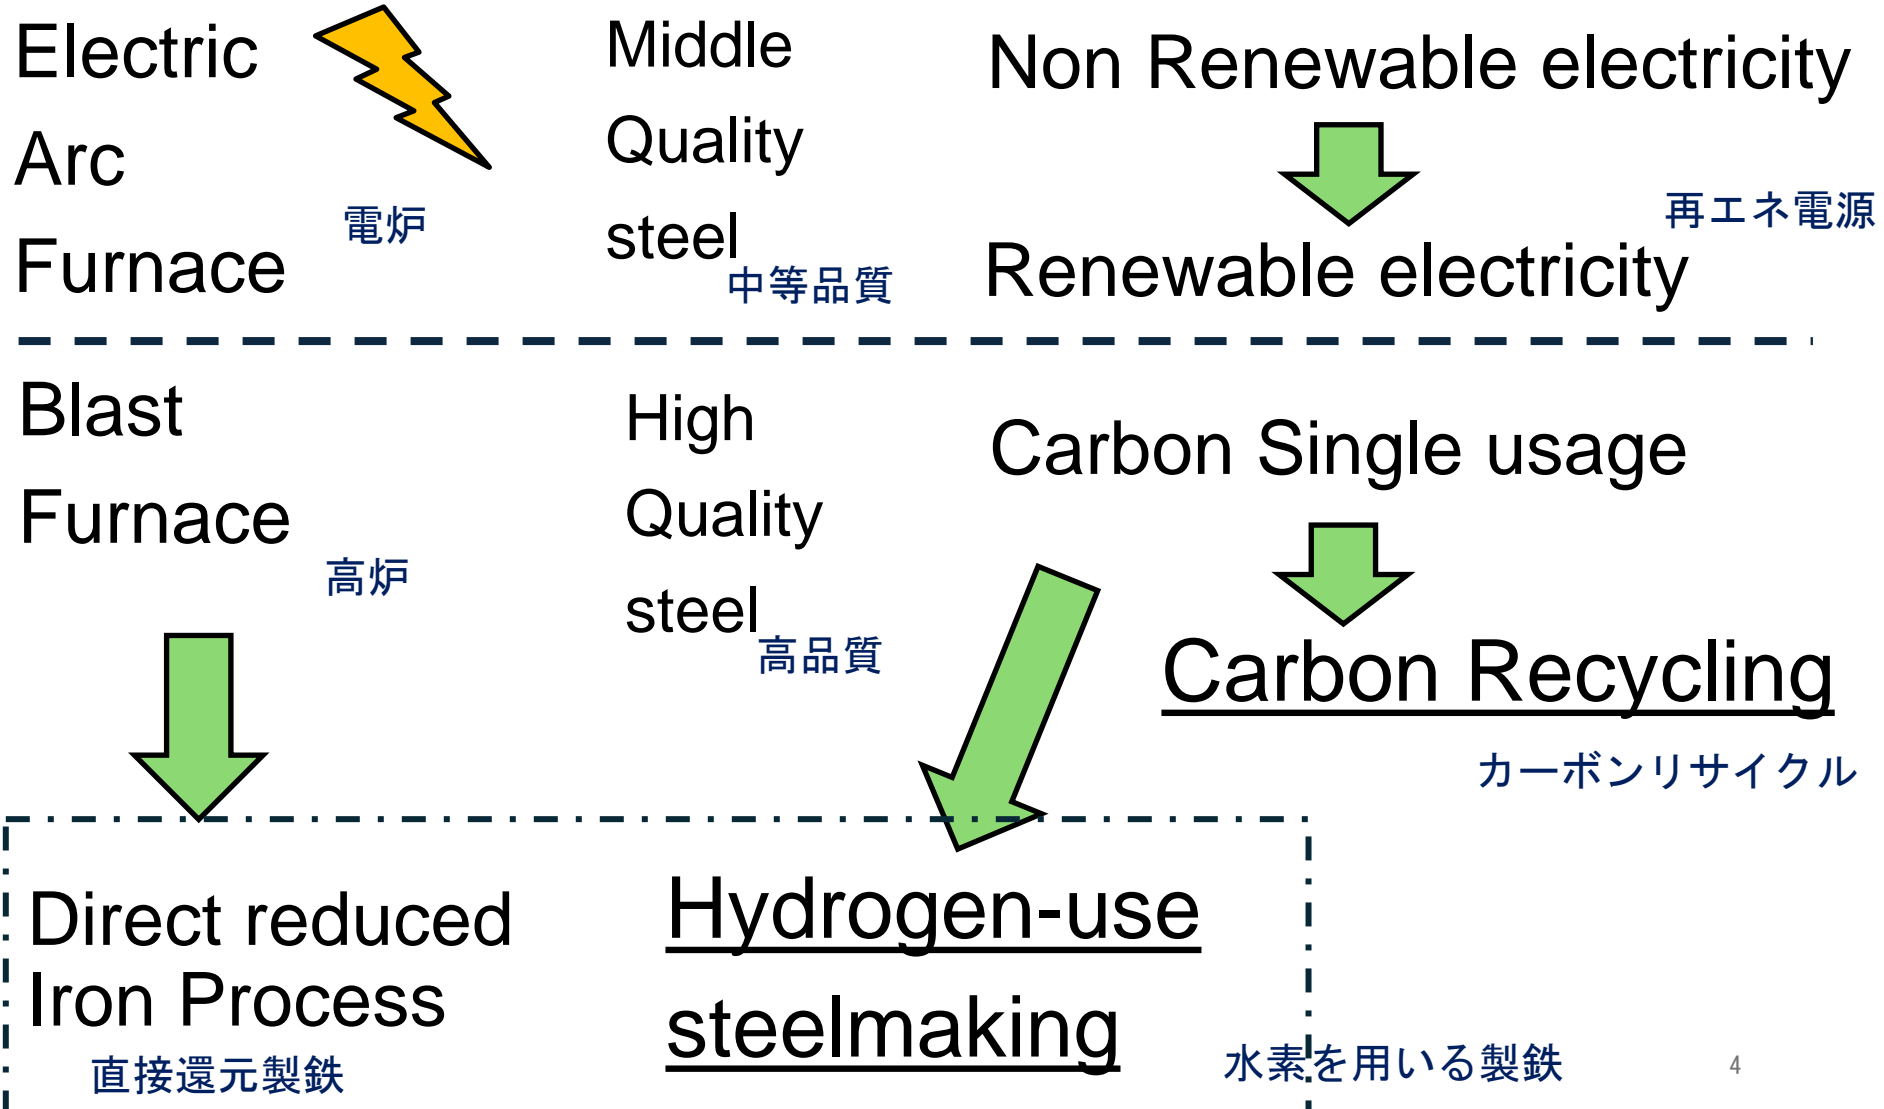 Electric
Arc
Furnace
電炉
Middle
Quality
steel
中等品質
Non Renewable electricity
再エネ電源
Renewable electricity
Blast
Furnace
高炉
High
Quality
steel
高品質
Carbon Single usage
Carbon Recycling
カーボンリサイクル
Direct reduced
Iron Process
直接還元製鉄
Hydrogen-use
steelmaking
水素を用いる製鉄
4